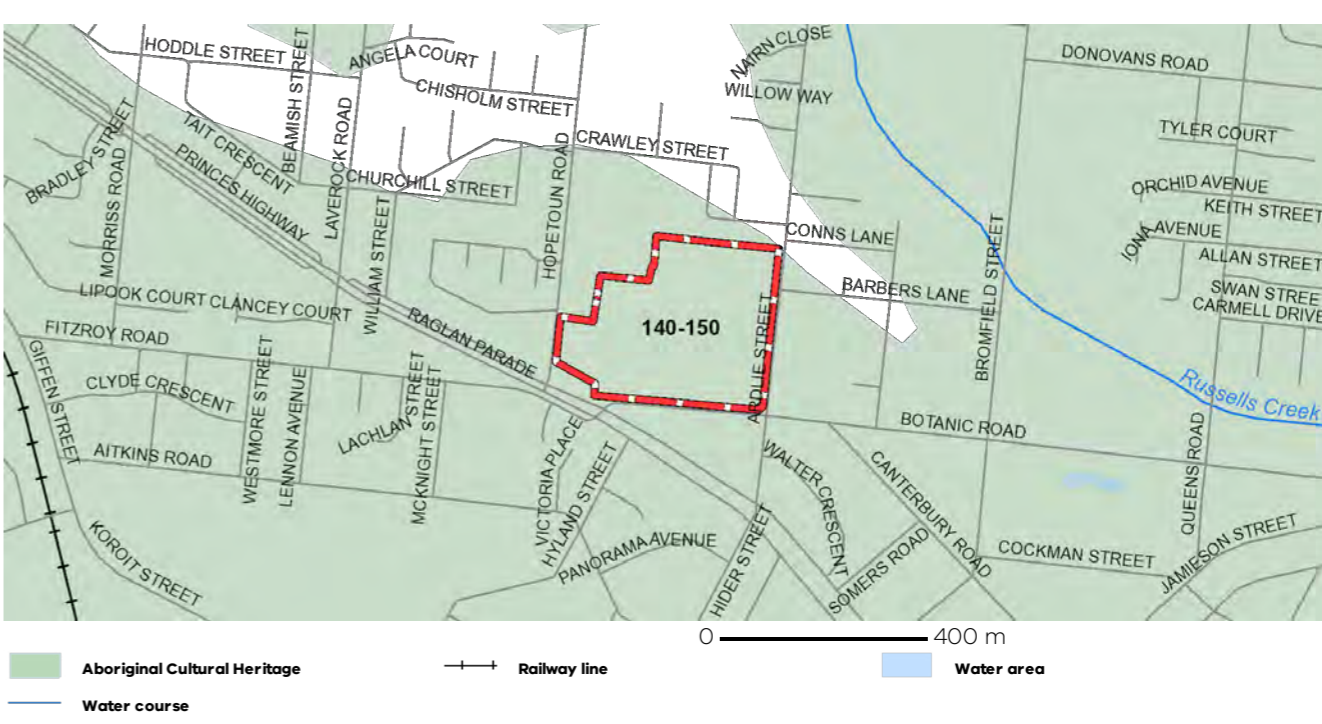 HODDLE STREET
BEAMISH STREET
ANGELA COURT
CHISHOLM STREET
NAIRN CLOSE
WILLOW WAY
DONOVANS ROAD
TYLER COURT
BRADLEY STREET
MORRISS ROAD
TAIT CRESCENT
PRINCES HIGHWAY
LAVEROCK ROAD
CHURCHILL STREET
WILLIAM STREET
HOPETOUN ROAD
CRAWLEY STREET
CONNS LANE
BARBERS LANE
BROMFIELD STREET
ORCHID AVENUE
KEITH STREET
IONA AVENUE
ALLAN STREET
SWAN STREE
CARMELL DRIVE
LIPOOK COURT
CLANCEY COURT
RAGLAN PARADE
140-150
ARDLIE STREET
FITZROY ROAD
GIFFEN STREET
CLYDE CRESCENT
WESTMORE STREET
LENNON AVENUE
LACHLAN STREET
MCKNIGHT STREET
AITKINS ROAD
VICTORIA PLACE
HYLAND STREET
PANORAMA AVENUE
HIDER STREET
WALTER CRESCENT
SOMERS ROAD
CANTERBURY ROAD
BOTANIC ROAD
Russells Creek
QUEENS ROAD
COCKMAN STREET
JAMIESON STREET
KOROIT STREET
0 400 m
Aboriginal Cultural Heritage
Railway line
Water area
Water course